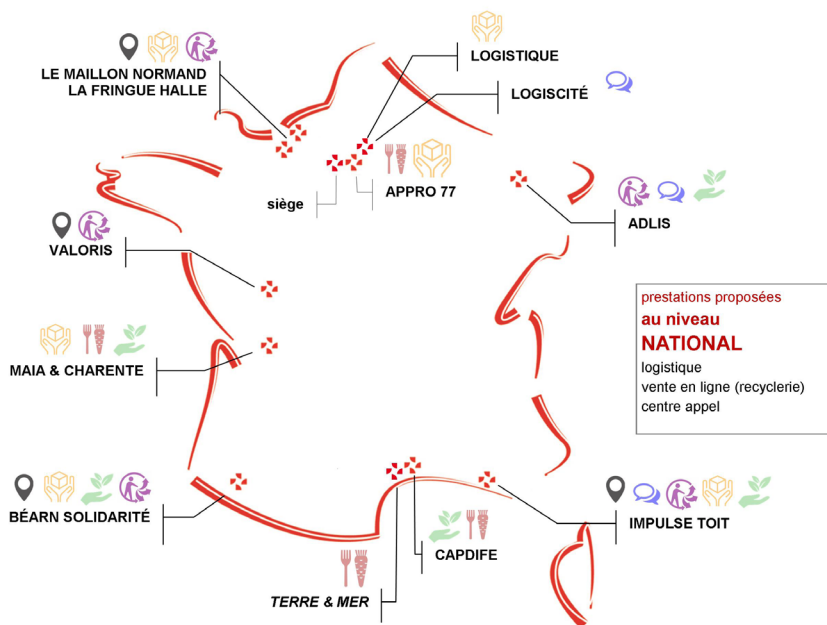 LOGISTIQUE
LE MAILLON NORMAND
LA FRINGUE HALLE
LOGISCITÉ
siège
APPRO 77
ADLIS
VALORIS
prestations proposées
au niveau
NATIONAL
logistique
vente en ligne (recyclerie)
centre appel
MAIA & CHARENTE
BÉARN SOLIDARITÉ
IMPULSE TOIT
CAPDIFE
TERRE & MER